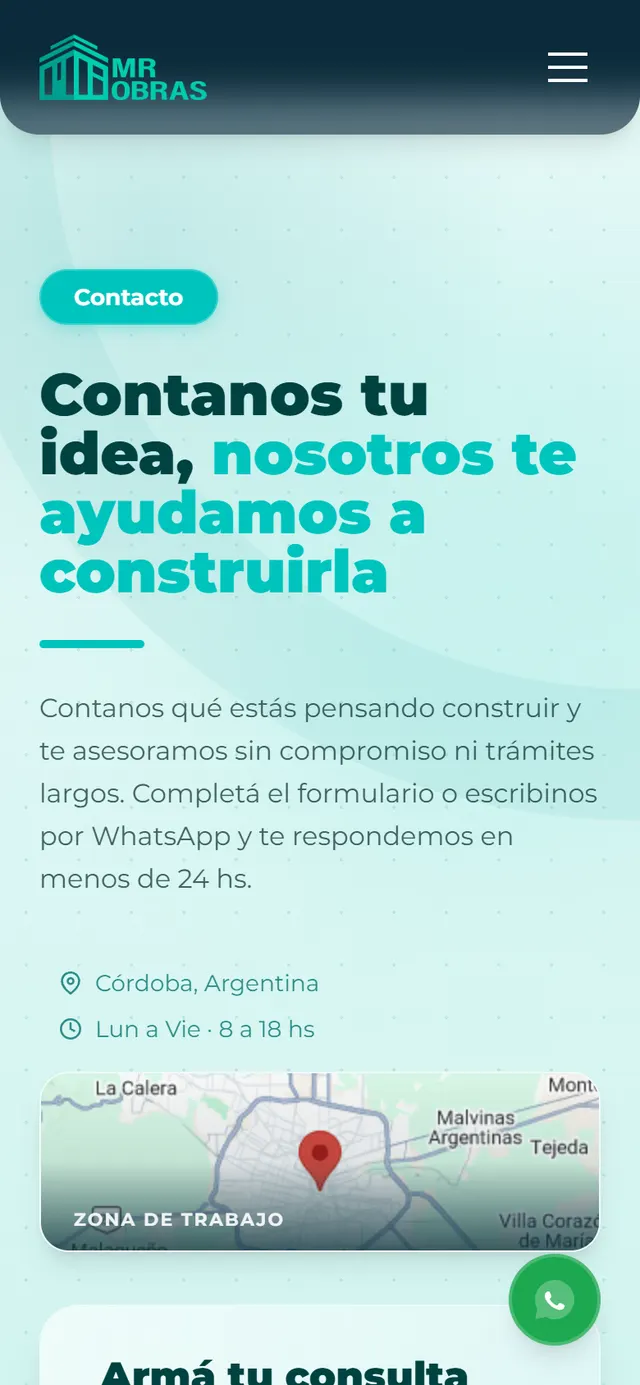 MR
OBRAS
Contacto
Contanos tu
idea, nosotros te
ayudamos a
construirla
Contanos qué estás pensando construir y
te asesoramos sin compromiso ni trámites
largos. Completá el formulario o escribinos
por WhatsApp y te respondemos en
menos de 24 hs.
Córdoba, Argentina
Lun a Vie · 8 a 18 hs
La Calera
Malvinas
Argentinas
Tejeda
ZONA DE TRABAJO
Villa Corazó
de María
Armá tu consulta